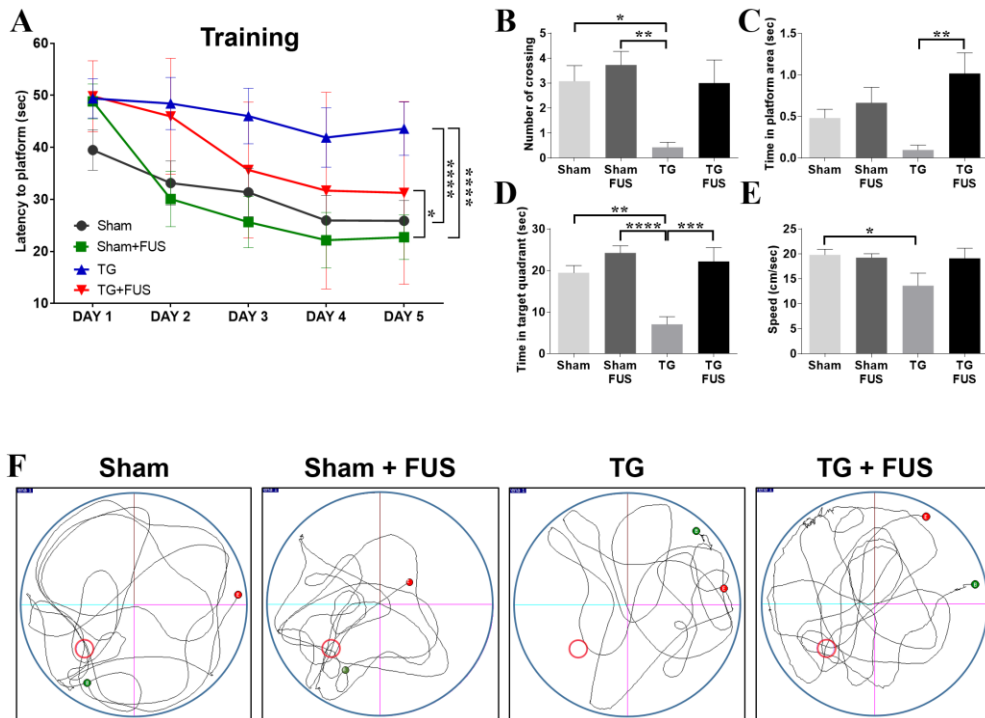 A
Training
Latency to platform (sec)
60
50
40
30
20
10
Sham
Sham+FUS
TG
TG+FUS
DAY 1 DAY 2 DAY 3 DAY 4 DAY 5
*
****
****
B
Number of crossing
5
4
3
2
1
0
*
**
Sham
Sham
FUS
TG
TG
FUS
C
Time in platform area (sec)
1.5
1.0
0.5
0.0
**
Sham
Sham
FUS
TG
TG
FUS
D
Time in target quadrant (sec)
30
20
10
0
**
**** ***
Sham
Sham
FUS
TG
TG
FUS
E
Speed (cm/sec)
25
20
15
10
5
0
*
Sham
Sham
FUS
TG
TG
FUS
F
Sham
Sham + FUS
TG
TG + FUS